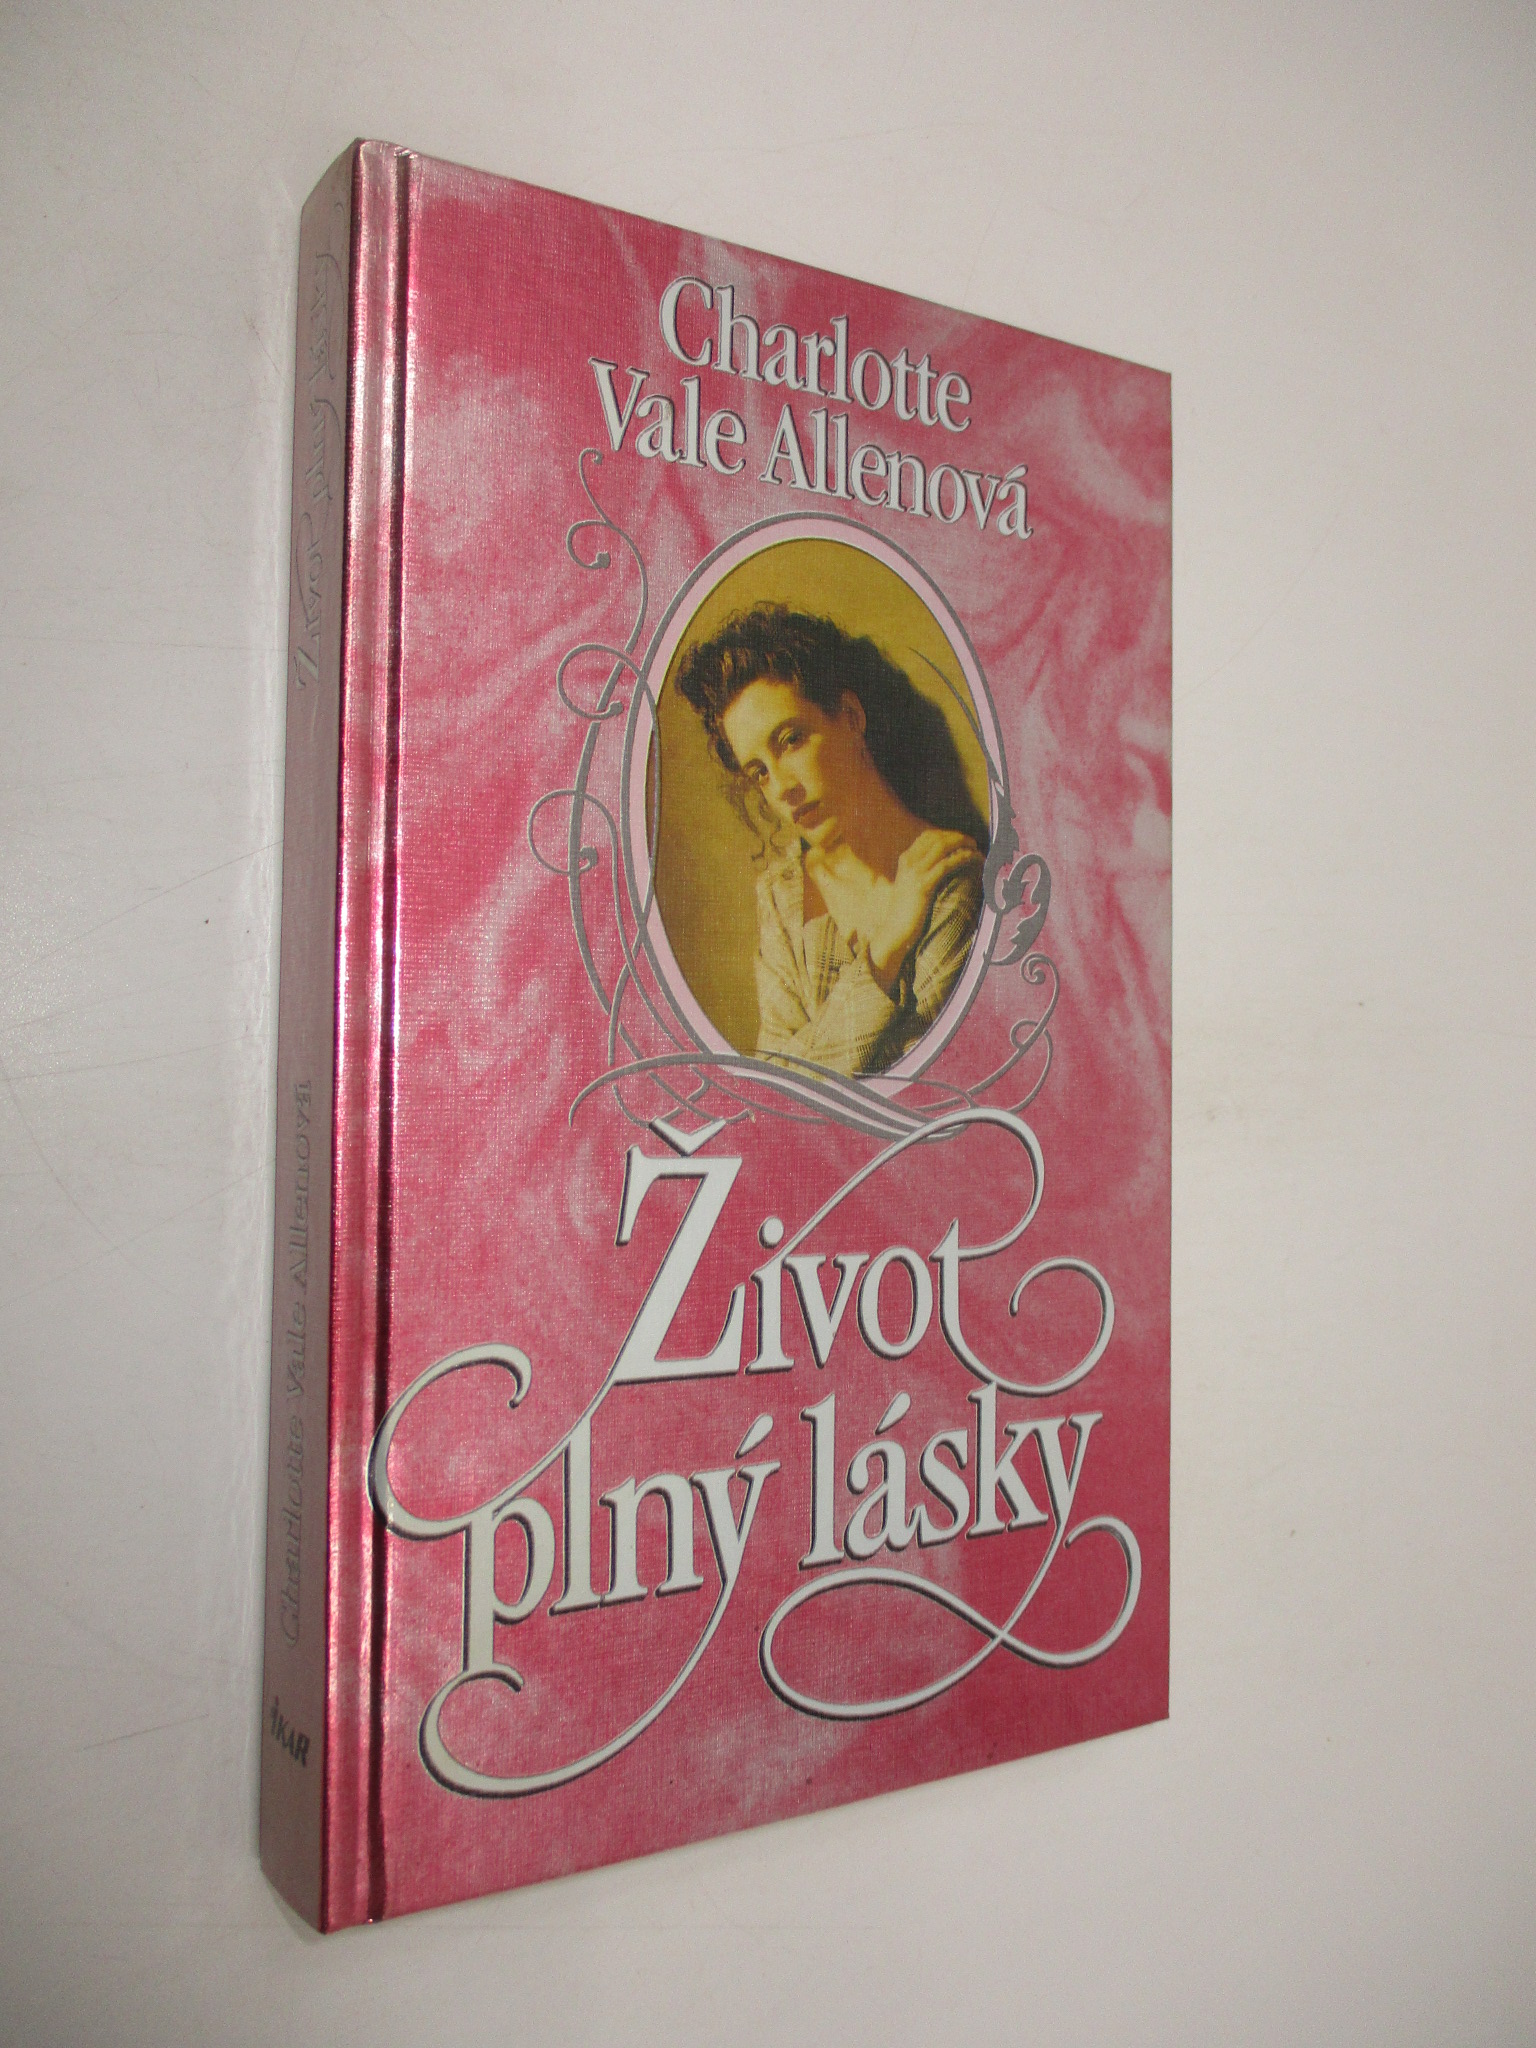 Charlotte
Vale Allenová
Život
plný lásky
Život plný lásky
Charlotte Vale Allenová
IKAR